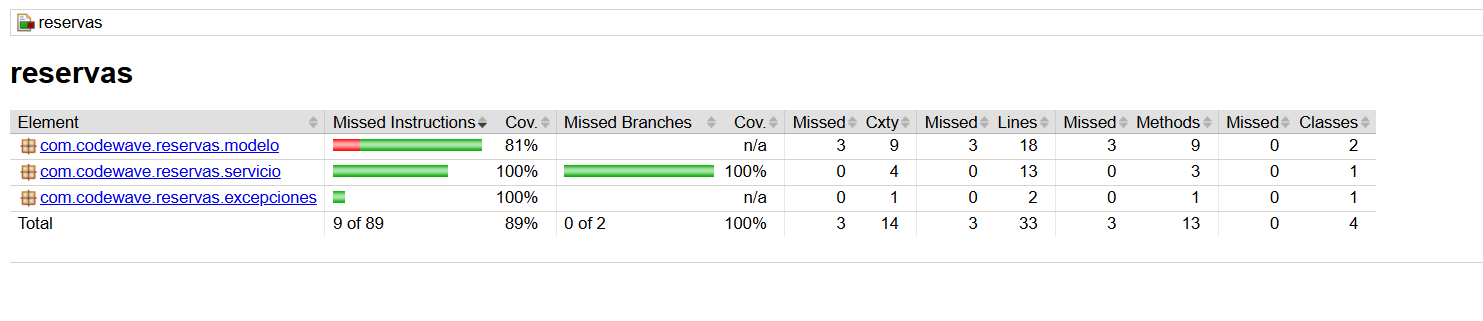 reservas
reservas
Element Missed Instructions Cov. Missed Branches Cov. Missed Cxty Missed Lines Missed Methods Missed Classes
com.codewave.reservas.modelo 81% n/a 3 9 3 18 3 9 0 2
com.codewave.reservas.servicio 100% 100% 0 4 0 13 0 3 0 1
com.codewave.reservas.excepciones 100% n/a 0 1 0 2 0 1 0 1
Total 9 of 89 89% 0 of 2 100% 3 14 3 33 3 13 0 4